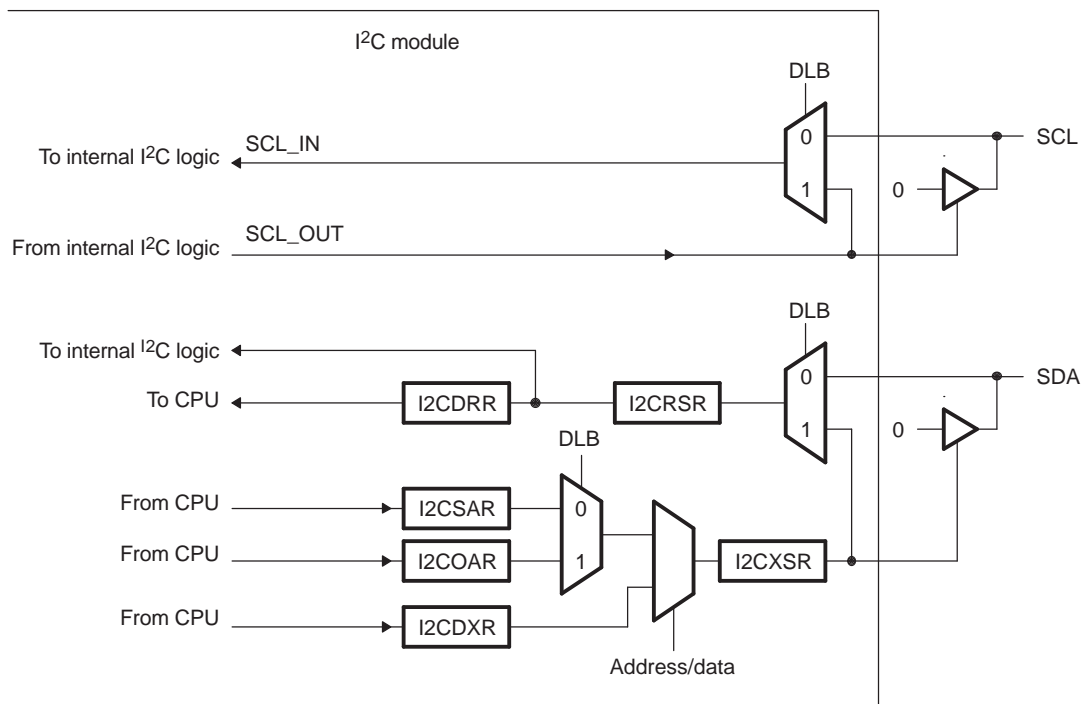 I²C module
DLB
0
SCL
To internal I²C logic
SCL_IN
1
0
From internal I²C logic
SCL_OUT
DLB
To internal I²C logic
0
SDA
To CPU
I2CDRR
I2CRSR
1
0
DLB
From CPU
I2CSAR
0
From CPU
I2COAR
1
I2CXSR
From CPU
I2CDXR
Address/data